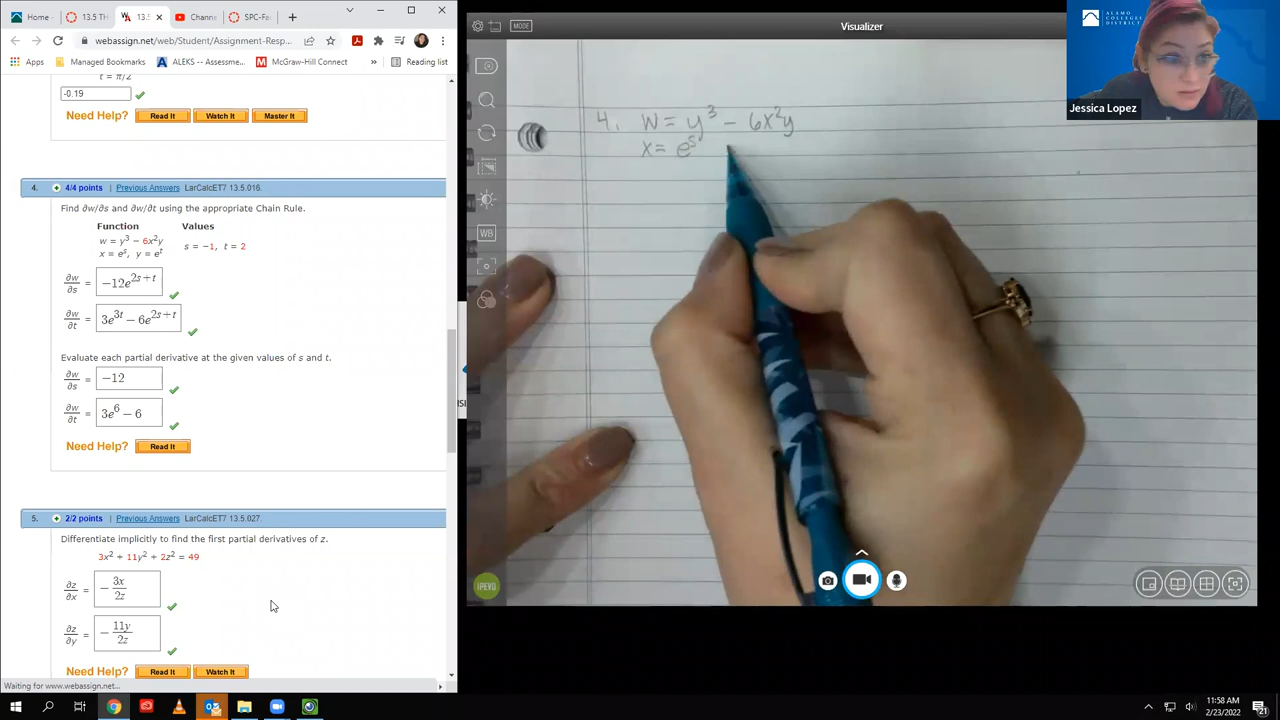 Home
13.5 TH
13.5
Channe
SPC-Fac
webassign.net/web/Student/Assignment-Resp...
Apps
Managed Bookmarks
ALEKS -- Assessme...
McGraw-Hill Connect
»
Reading list
t = π/2
-0.19
Need Help? Read It Watch It Master It
4. 4/4 points | Previous Answers LarCalcET7 13.5.016.
Find ∂w/∂s and ∂w/∂t using the appropriate Chain Rule.
Function Values
w = y³ − 6x²y
s = −1, t = 2
x = eˢ, y = eᵗ
∂w/∂s = −12e^(2s+t)
∂w/∂t = 3e^(3t) − 6e^(2s+t)
Evaluate each partial derivative at the given values of s and t.
∂w/∂s = −12
∂w/∂t = 3e⁶ − 6
Need Help? Read It
5. 2/2 points | Previous Answers LarCalcET7 13.5.027.
Differentiate implicitly to find the first partial derivatives of z.
3x² + 11y² + 2z² = 49
∂z/∂x = − 3x/2z
∂z/∂y = − 11y/2z
Need Help? Read It Watch It
Waiting for www.webassign.net...
MODE
Visualizer
WB
4. W = y³ − 6x²y
x = eˢ
IPEVO
ALAMO
COLLEGES
DISTRICT
Jessica Lopez
11:58 AM
2/23/2022
21